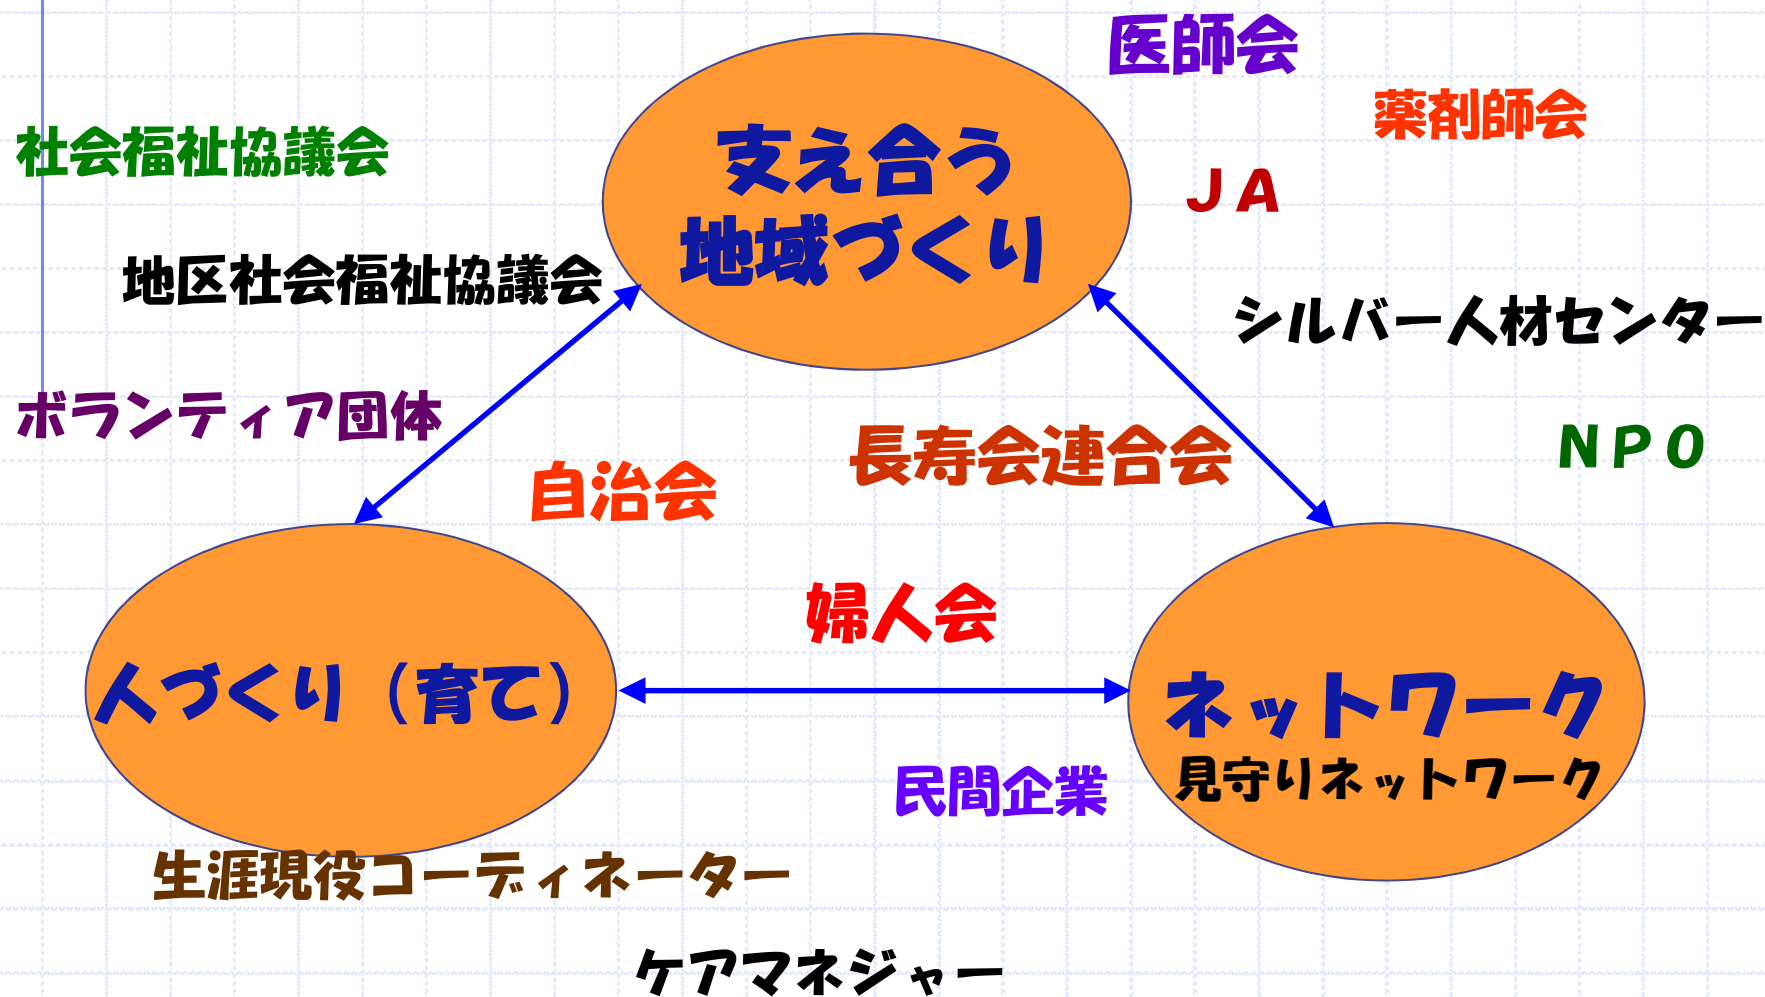 医師会
薬剤師会
社会福祉協議会
支え合う
地域づくり
ＪＡ
地区社会福祉協議会
シルバー人材センター
ボランティア団体
長寿会連合会
ＮＰＯ
自治会
婦人会
人づくり（育て）
ネットワーク
見守りネットワーク
民間企業
生涯現役コーディネーター
ケアマネジャー